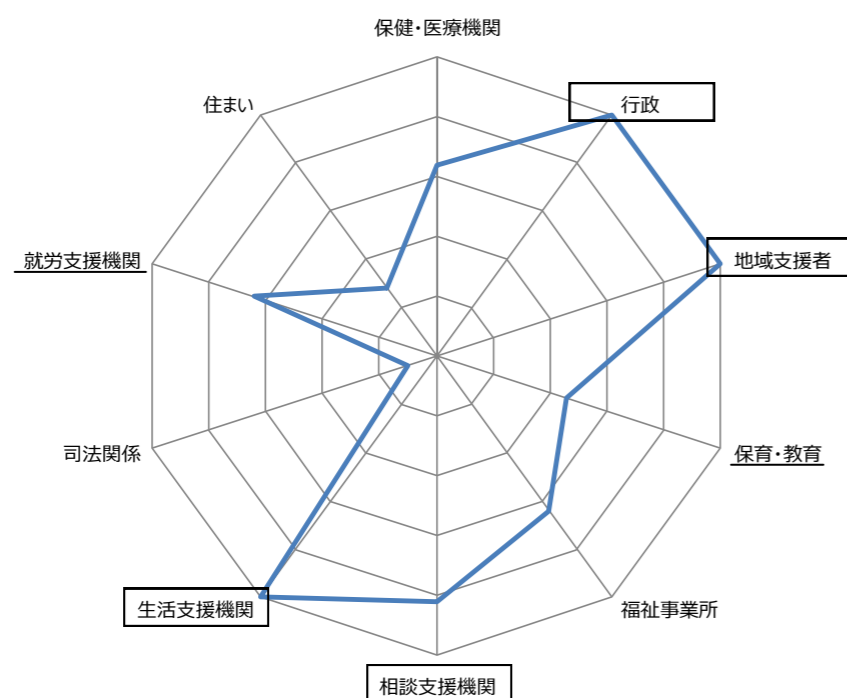 保健・医療機関
住まい
行政
就労支援機関
地域支援者
司法関係
保育・教育
生活支援機関
福祉事業所
相談支援機関